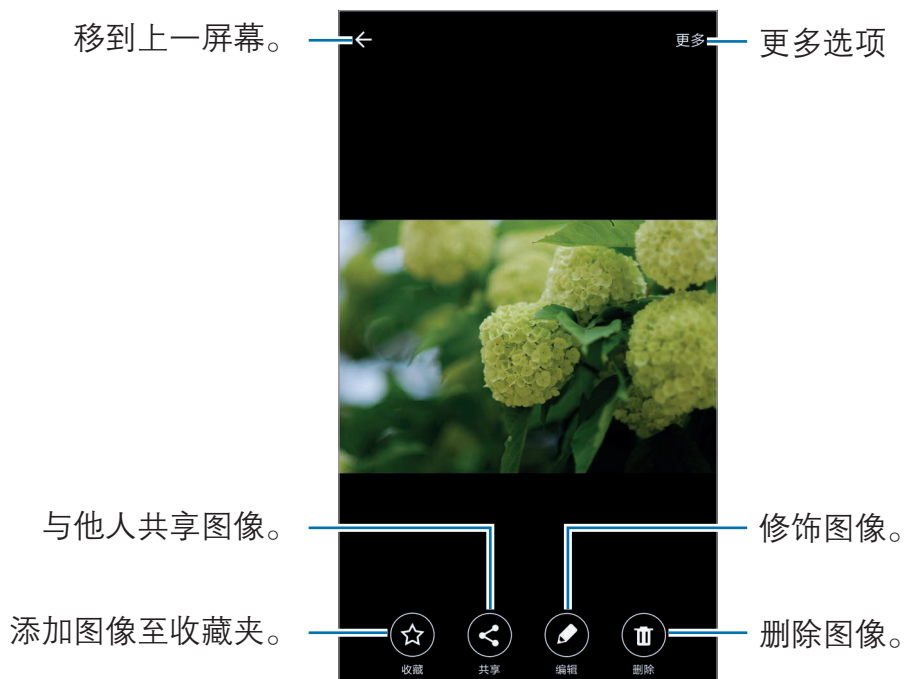 移到上一屏幕。
更多
更多选项
与他人共享图像。
修饰图像。
添加图像至收藏夹。
删除图像。
收藏
共享
编辑
删除